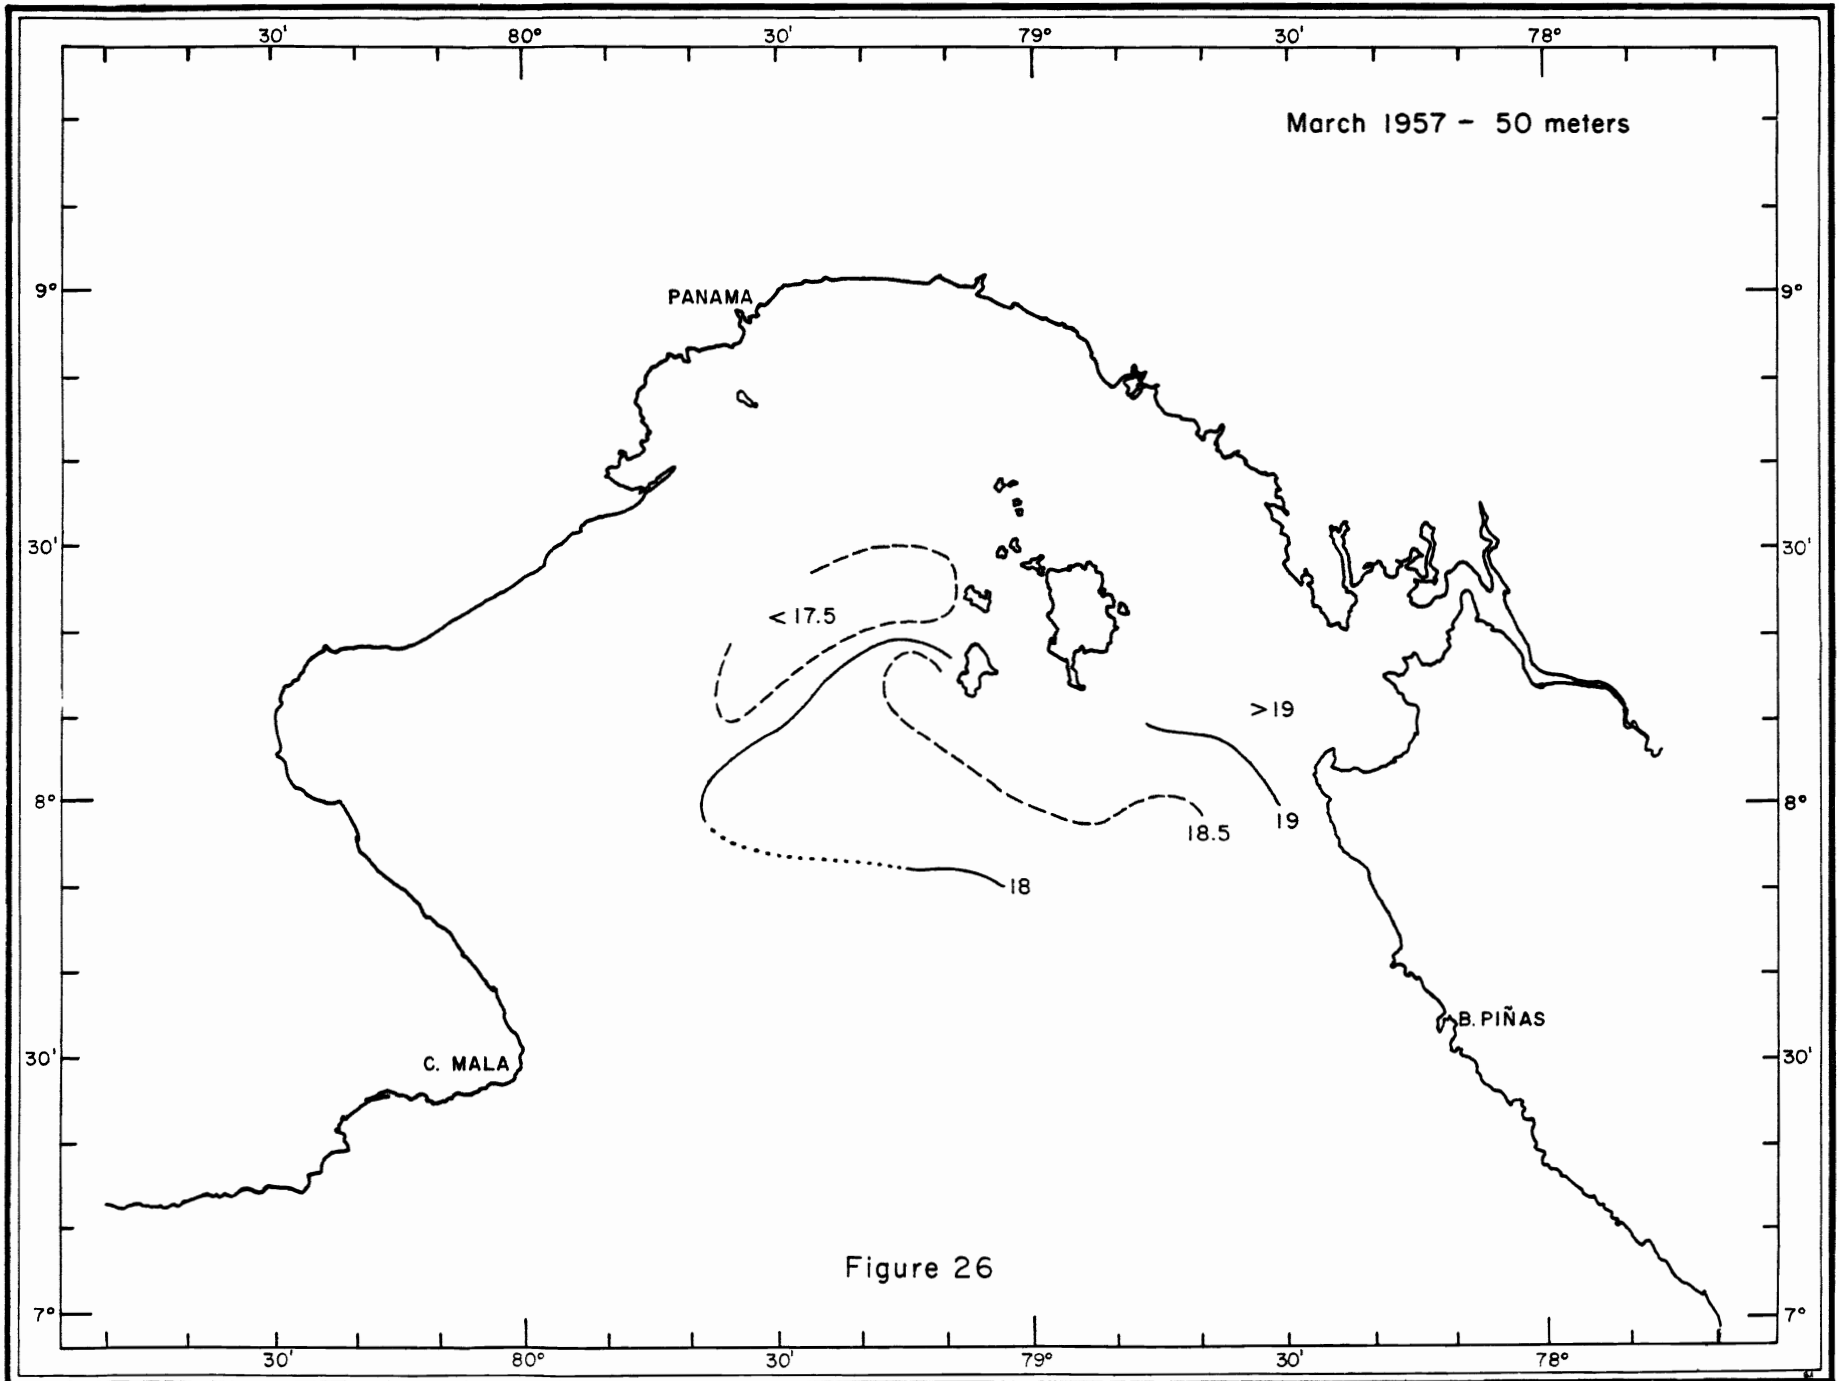 30' 80° 30' 79° 30' 78°
March 1957 - 50 meters
9° PANAMA 9°
30' 30'
<17.5
>19
8° 8°
19
18.5
18
B. PIÑAS
30' C. MALA 30'
Figure 26
7° 7°
30' 80° 30' 79° 30' 78°